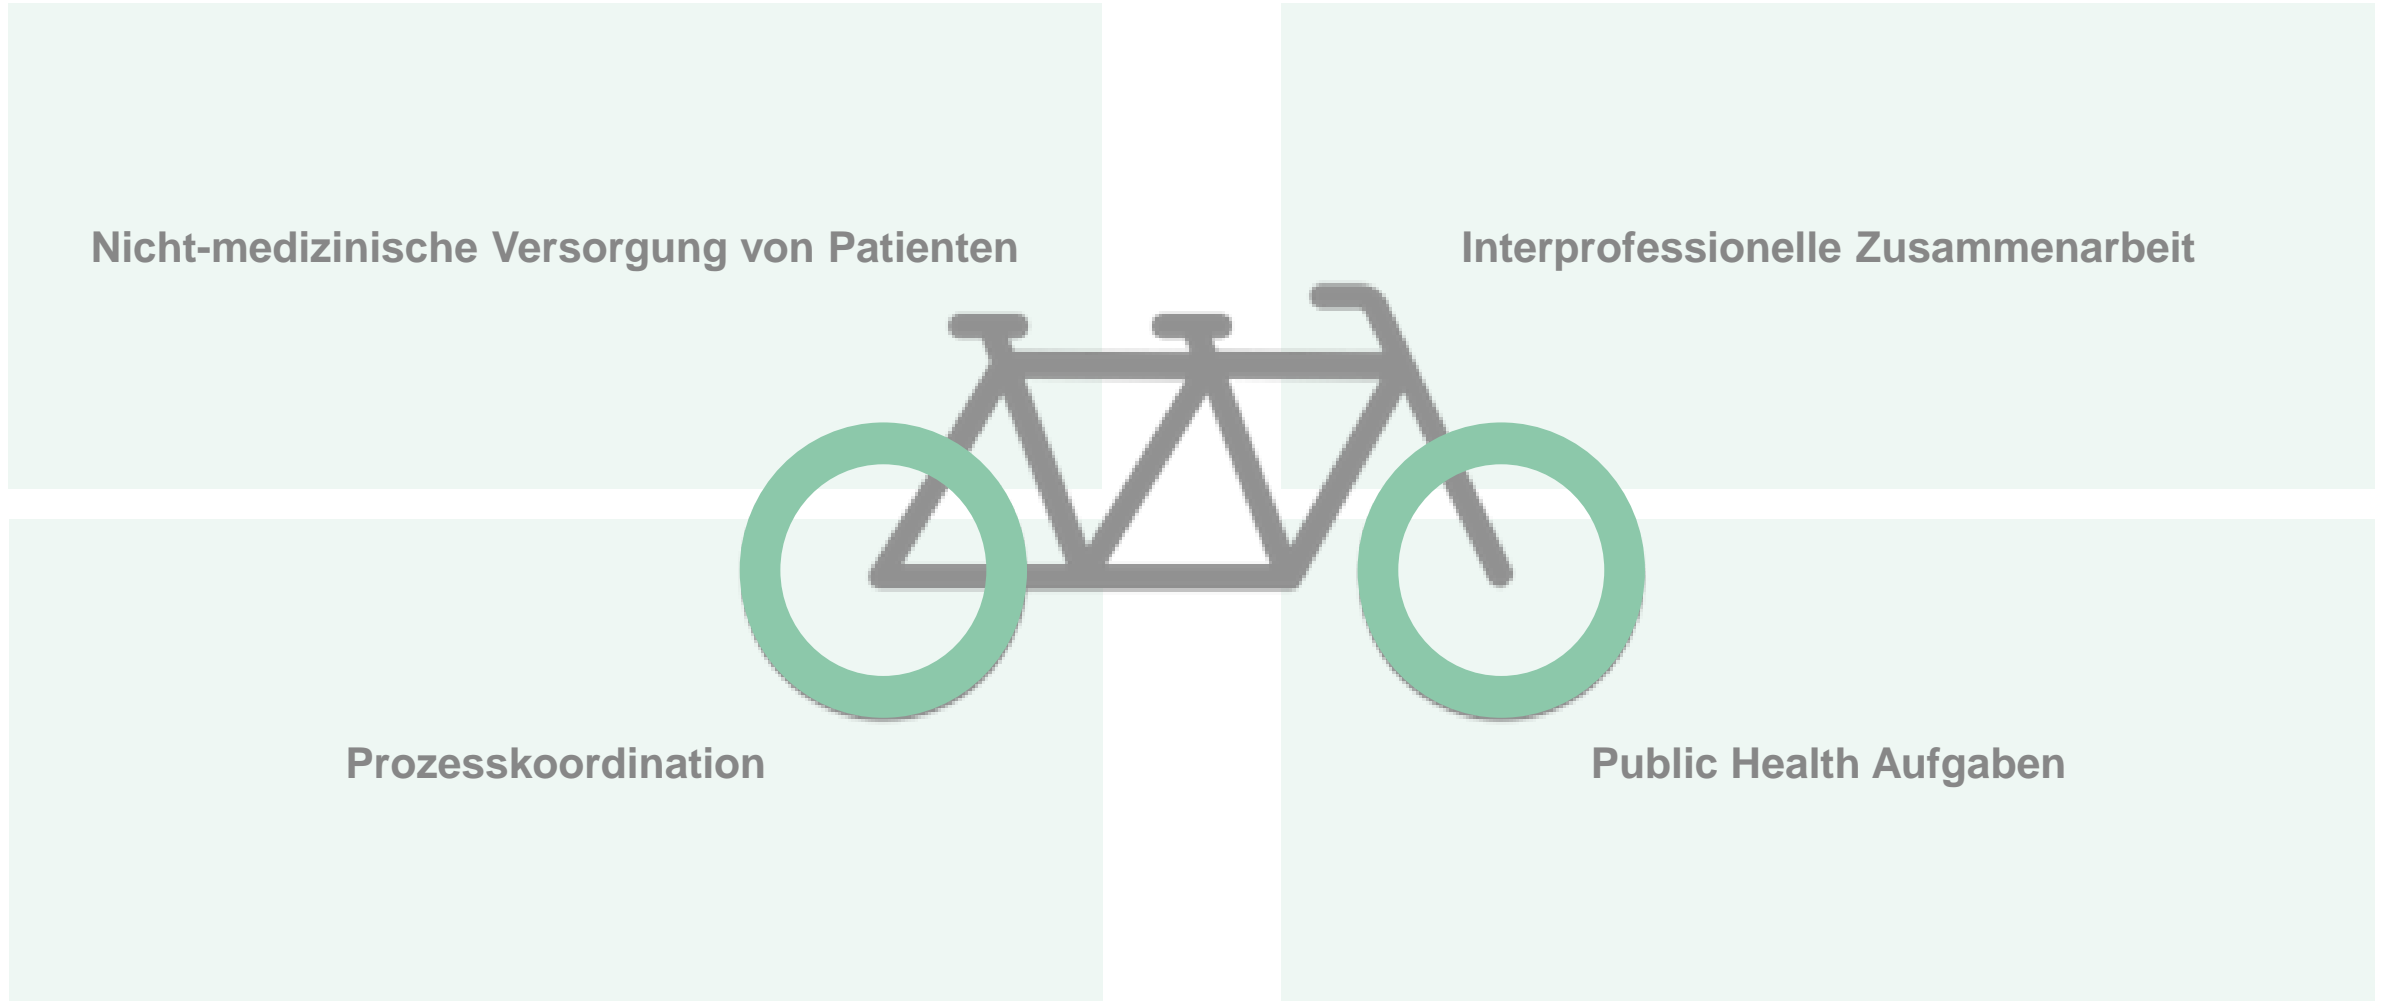 Nicht-medizinische Versorgung von Patienten
Interprofessionelle Zusammenarbeit
Prozesskoordination
Public Health Aufgaben